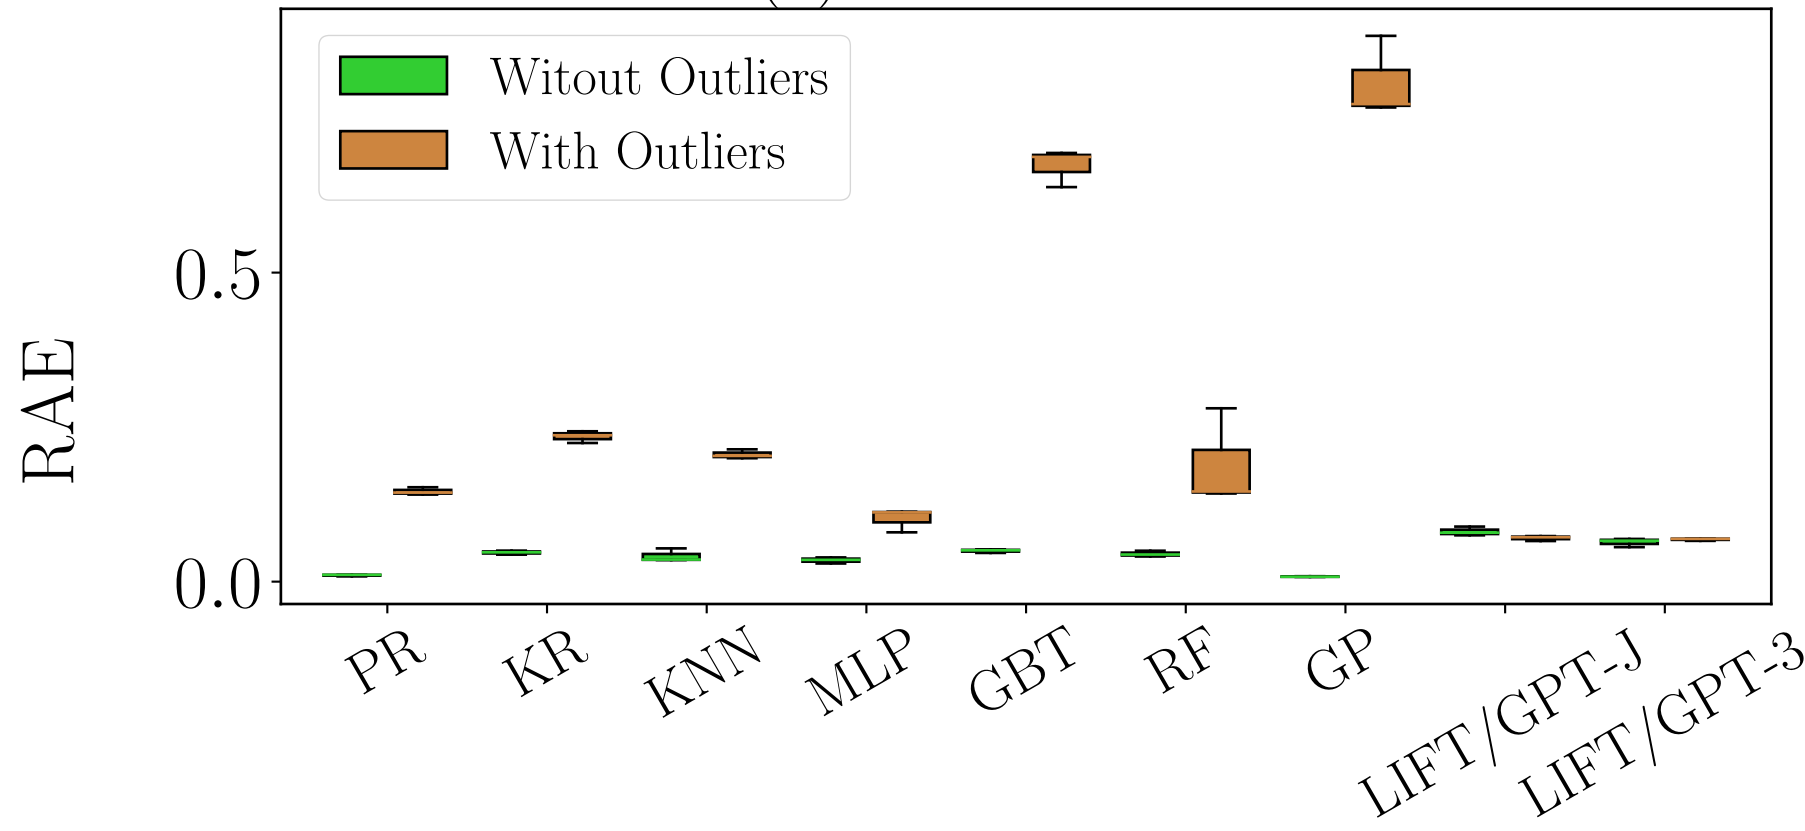 Witout Outliers
With Outliers
0.5
0.0
RAE
PR
KR
KNN
MLP
GBT
RF
GP
LIFT/GPT-J
LIFT/GPT-3